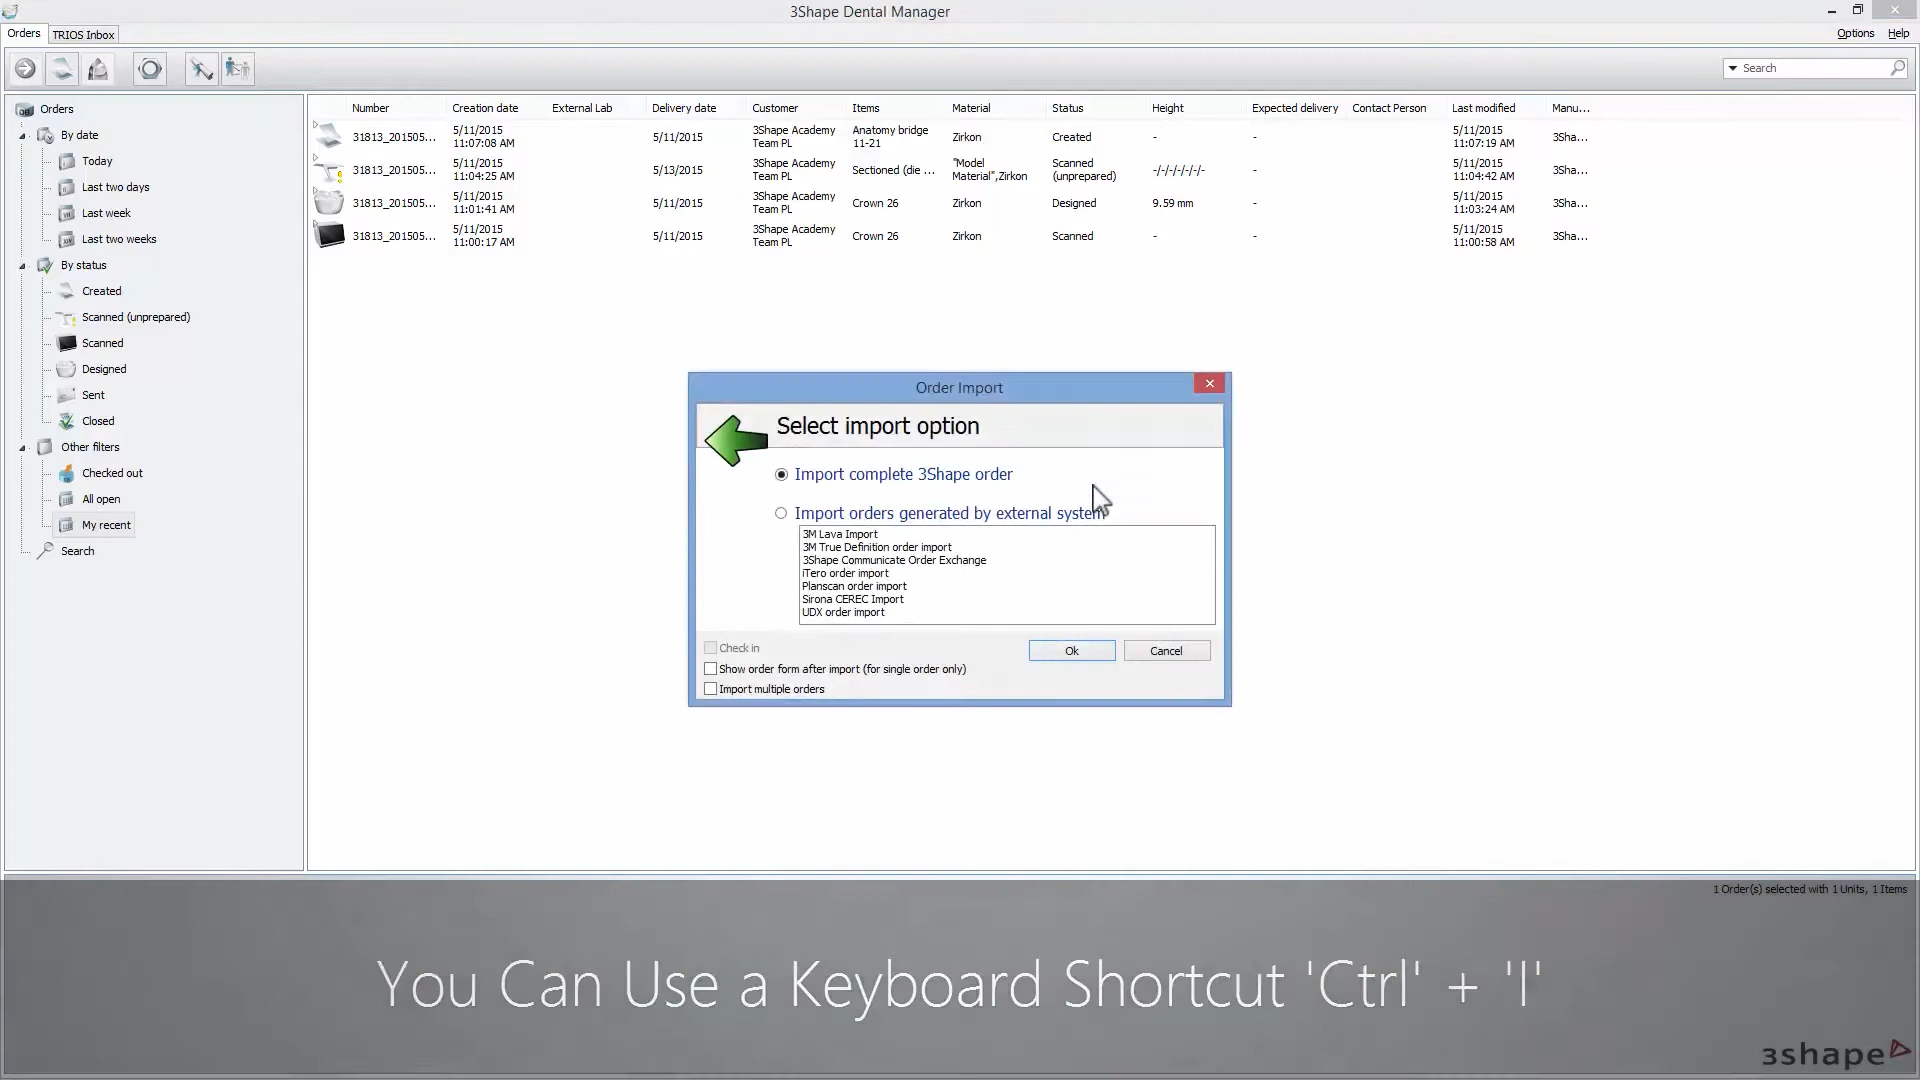 3Shape Dental Manager
Orders TRIOS Inbox Options Help
Search
Orders
By date
Today
Last two days
Last week
Last two weeks
By status
Created
Scanned (unprepared)
Scanned
Designed
Sent
Closed
Other filters
Checked out
All open
My recent
Search
Number Creation date External Lab Delivery date Customer Items Material Status Height Expected delivery Contact Person Last modified Manu...
31813_201505... 5/11/2015 11:07:08 AM 5/11/2015 3Shape Academy Team PL Anatomy bridge 11-21 Zirkon Created - - 5/11/2015 11:07:19 AM 3Sha...
31813_201505... 5/11/2015 11:04:25 AM 5/13/2015 3Shape Academy Team PL Sectioned (die ... "Model Material",Zirkon Scanned (unprepared) -/-/-/-/-/- - 5/11/2015 11:04:42 AM 3Sha...
31813_201505... 5/11/2015 11:01:41 AM 5/11/2015 3Shape Academy Team PL Crown 26 Zirkon Designed 9.59 mm - 5/11/2015 11:03:24 AM 3Sha...
31813_201505... 5/11/2015 11:00:17 AM 5/11/2015 3Shape Academy Team PL Crown 26 Zirkon Scanned - - 5/11/2015 11:00:58 AM 3Sha...
Order Import
Select import option
Import complete 3Shape order
Import orders generated by external system
3M Lava Import
3M True Definition order import
3Shape Communicate Order Exchange
iTero order import
Planscan order import
Sirona CEREC Import
UDX order import
Check in
Show order form after import (for single order only)
Import multiple orders
Ok Cancel
1 Order(s) selected with 1 Units, 1 Items
You Can Use a Keyboard Shortcut 'Ctrl' + 'I'
3shape